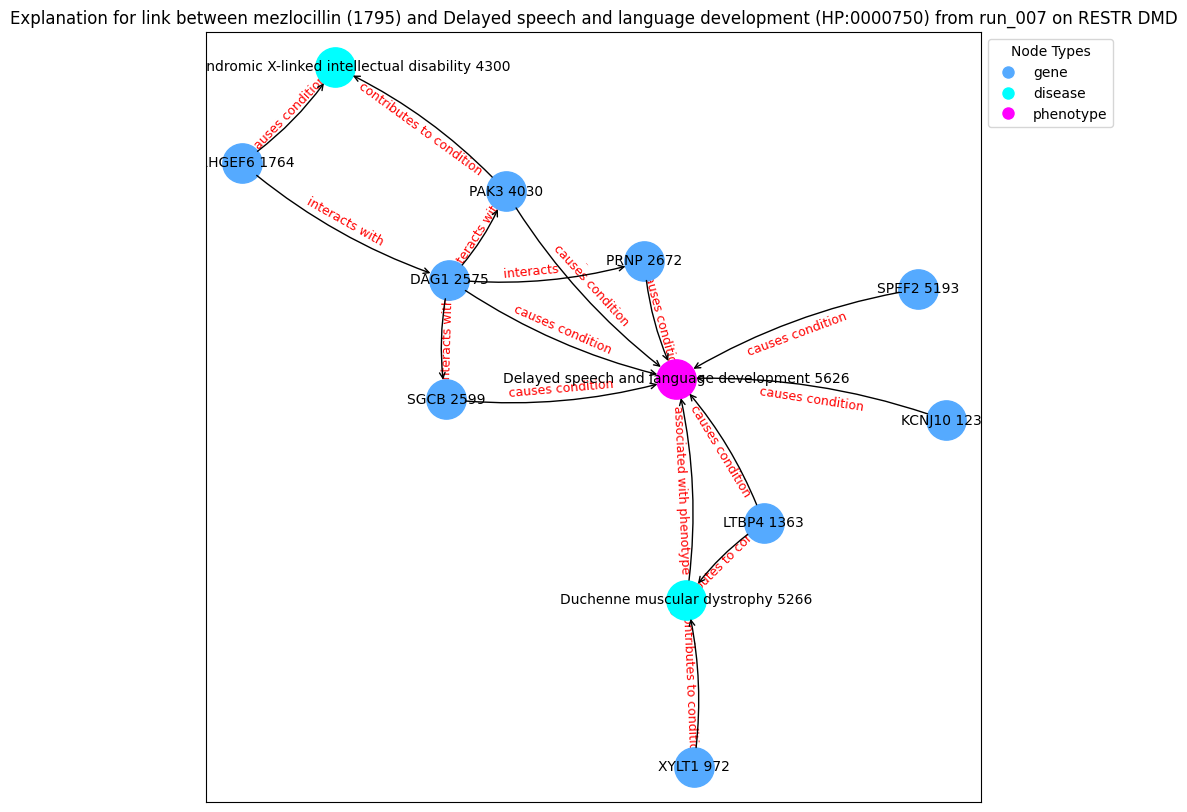 Explanation for link between mezlocillin (1795) and Delayed speech and language development (HP:0000750) from run_007 on RESTR DMD
Node Types
gene
disease
phenotype
ndromic X-linked intellectual disability 4300
causes condition
contributes to condition
HGEF6 1764
PAK3 4030
interacts with
interacts with
causes condition
PRNP 2672
interacts
DAG1 2575
SPEF2 5193
causes condition
causes condition
causes condition
interacts with
Delayed speech and language development 5626
causes condition
SGCB 2599
causes condition
KCNJ10 123
associated with phenotype
causes condition
LTBP4 1363
Duchenne muscular dystrophy 5266
contributes to condition
XYLT1 972